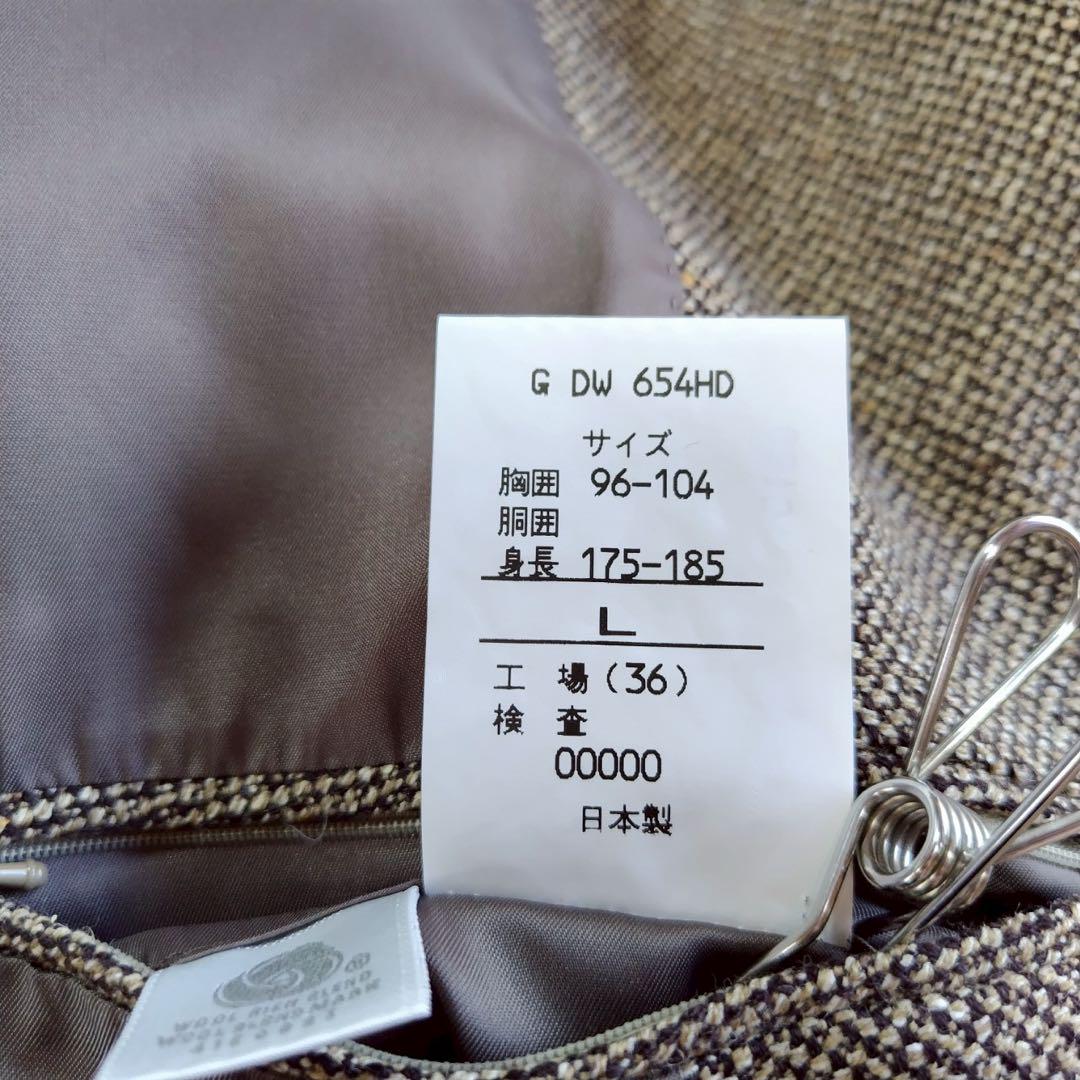 G DW 654HD
サイズ
胸囲 96-104
胴囲
身長 175-185
L
工 場(36)
検 査
00000
日本製
WOOL RICH BLEND
WOOLBLENDMARK